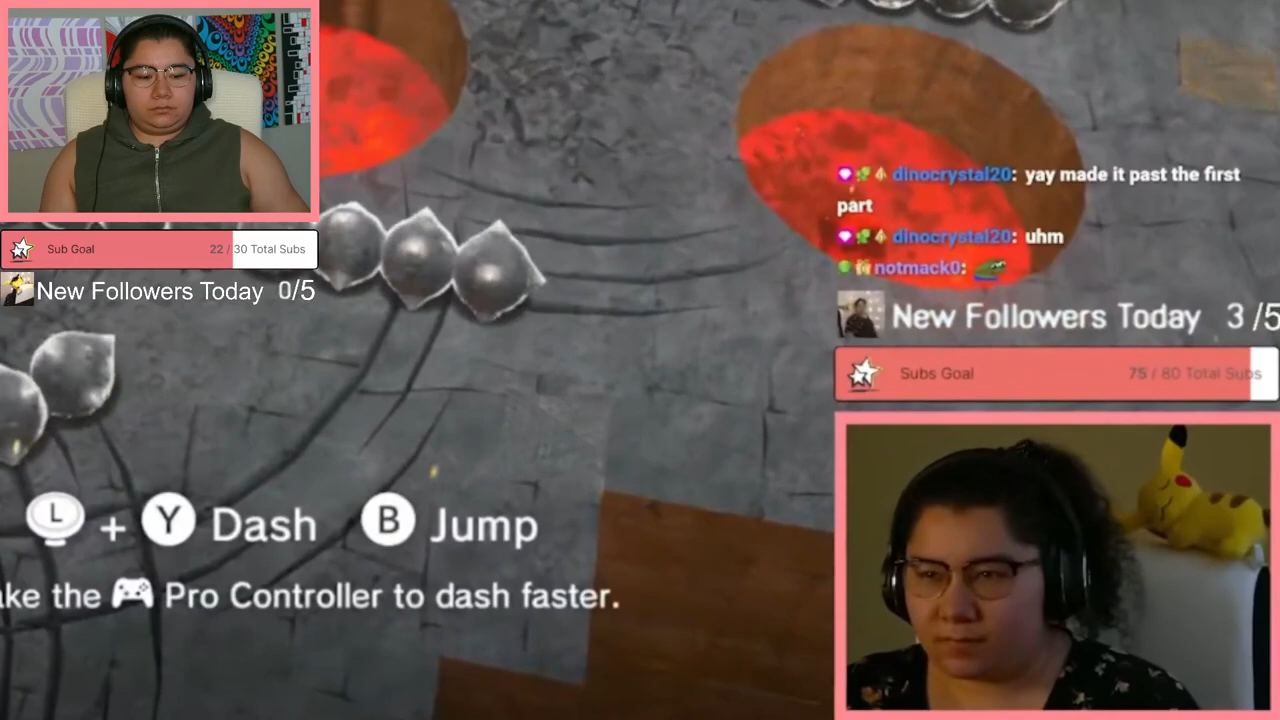 dinocrystal20: yay made it past the first
part
dinocrystal20: uhm
Sub Goal 22 / 30 Total Subs
notmack0:
New Followers Today 0/5
New Followers Today 3 /5
Subs Goal 75 / 80 Total Subs
L + Y Dash B Jump
ake the Pro Controller to dash faster.